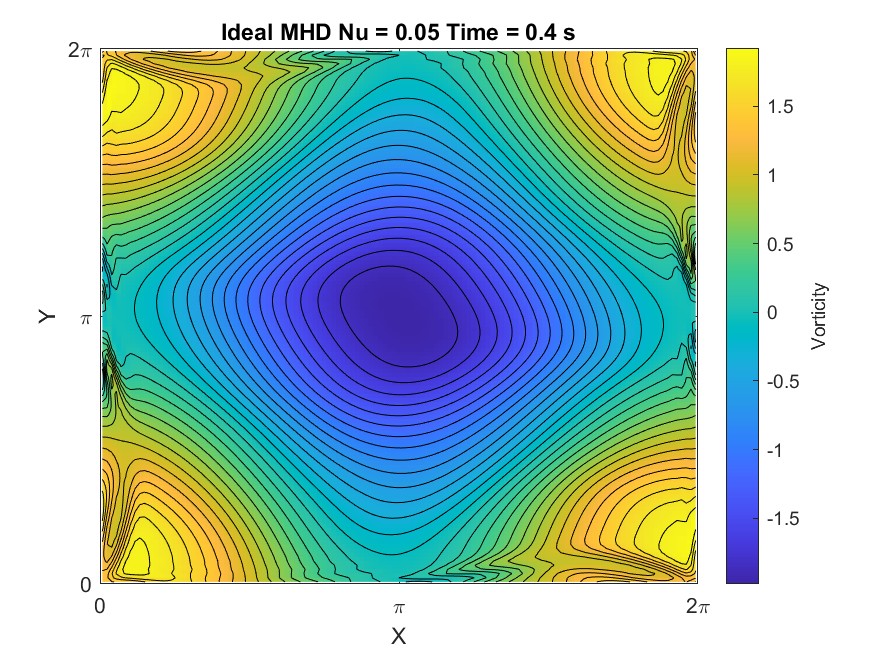 Ideal MHD Nu = 0.05 Time = 0.4 s
2π
π
0
Y
0
π
2π
X
1.5
1
0.5
0
-0.5
-1
-1.5
Vorticity